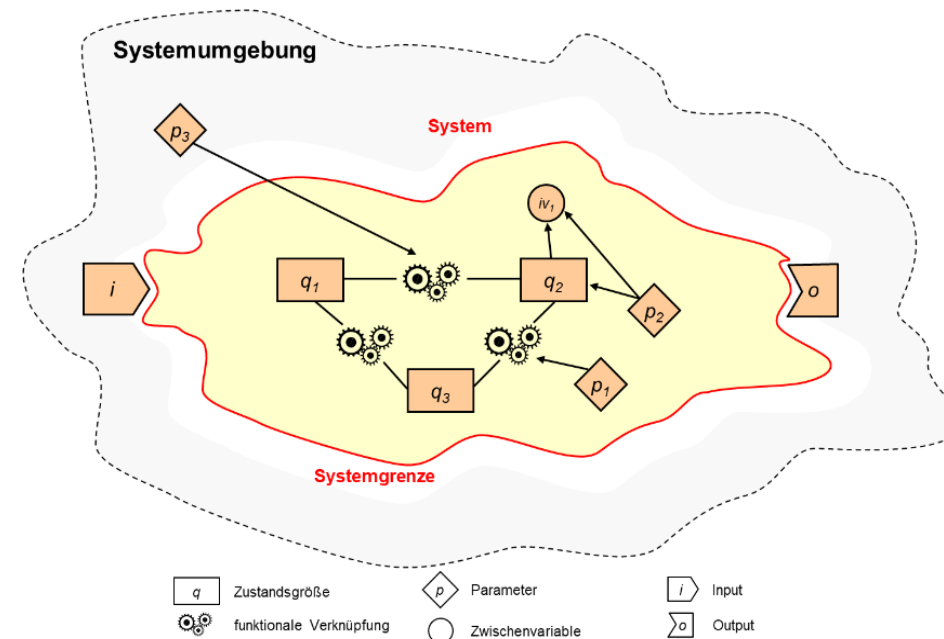 Systemumgebung
System
p3
iv1
i
q1
q2
o
p2
p1
q3
Systemgrenze
q Zustandsgröße
p Parameter
i Input
funktionale Verknüpfung
Zwischenvariable
o Output